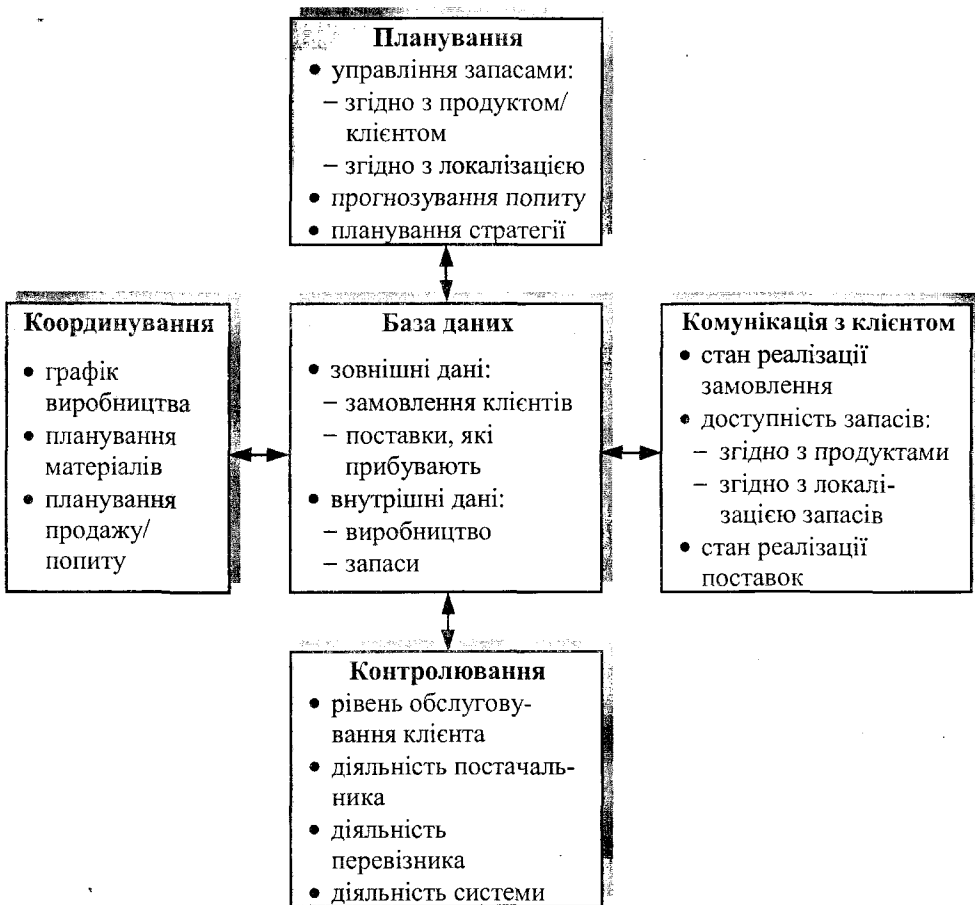 Планування
• управління запасами:
– згідно з продуктом/
клієнтом
– згідно з локалізацією
• прогнозування попиту
• планування стратегії
Координування
• графік
виробництва
• планування
матеріалів
• планування
продажу/
попиту
База даних
• зовнішні дані:
– замовлення клієнтів
– поставки, які
прибувають
• внутрішні дані:
– виробництво
– запаси
Комунікація з клієнтом
• стан реалізації
замовлення
• доступність запасів:
– згідно з продуктами
– згідно з локалі-
зацією запасів
• стан реалізації
поставок
Контролювання
• рівень обслугову-
вання клієнта
• діяльність постачаль-
ника
• діяльність
перевізника
• діяльність системи